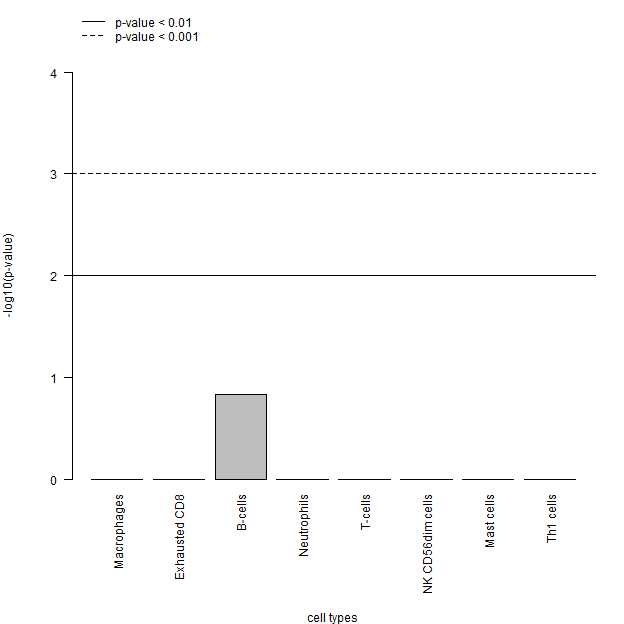 p-value < 0.01
p-value < 0.001
4
3
2
1
0
-log10(p-value)
Macrophages
Exhausted CD8
B-cells
Neutrophils
T-cells
NK CD56dim cells
Mast cells
Th1 cells
cell types